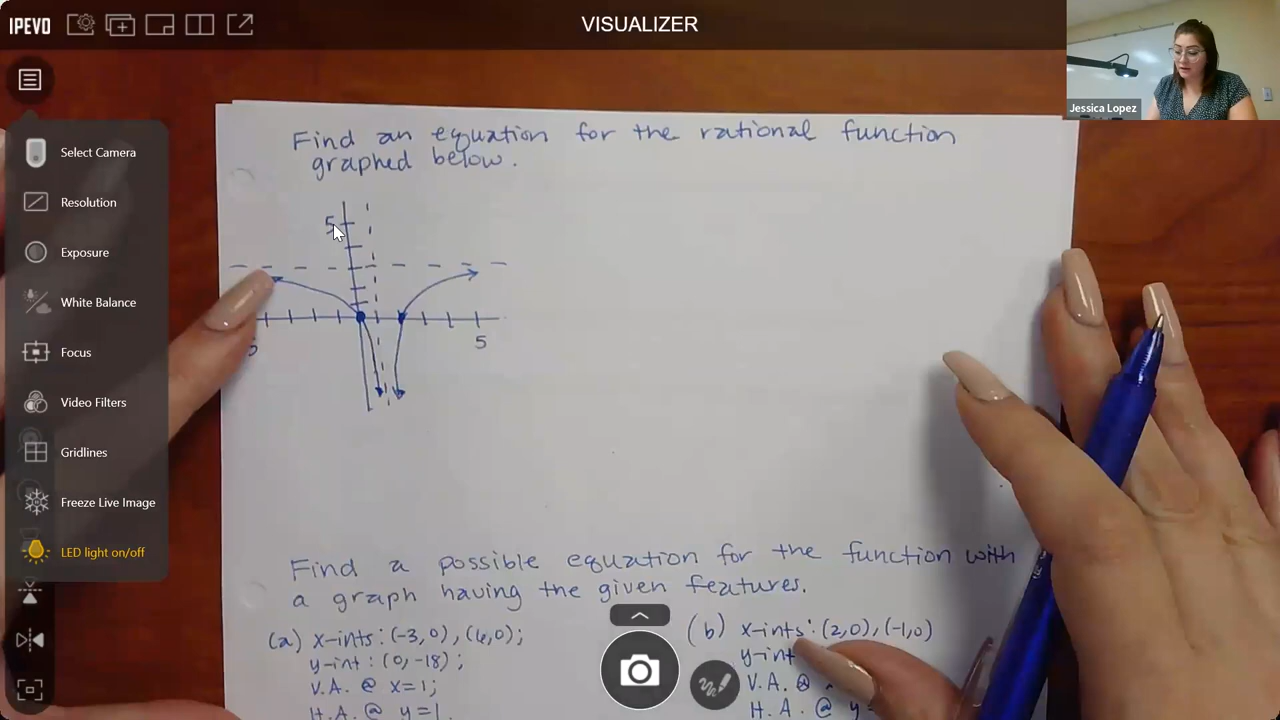 IPEVO
VISUALIZER
Jessica Lopez
Select Camera
Resolution
Exposure
White Balance
Focus
Video Filters
Gridlines
Freeze Live Image
LED light on/off
Find an equation for the rational function
graphed below.
5
5
Find a possible equation for the function with
a graph having the given features.
(a) x-ints: (-3,0), (6,0);
y-int: (0,-18);
V.A. @ x=1;
H.A. @ y=1
(b) x-ints: (2,0), (-1,0)
y-int
V.A. @
H.A. @ y=